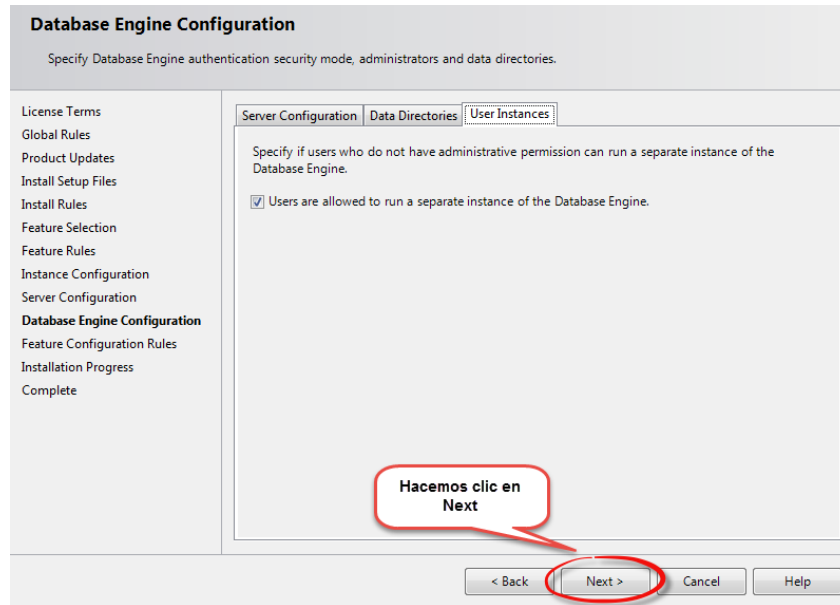 Database Engine Configuration
Specify Database Engine authentication security mode, administrators and data directories.
License Terms
Global Rules
Product Updates
Install Setup Files
Install Rules
Feature Selection
Feature Rules
Instance Configuration
Server Configuration
Database Engine Configuration
Feature Configuration Rules
Installation Progress
Complete
Server Configuration Data Directories User Instances
Specify if users who do not have administrative permission can run a separate instance of the
Database Engine.
Users are allowed to run a separate instance of the Database Engine.
Hacemos clic en
Next
< Back Next > Cancel Help